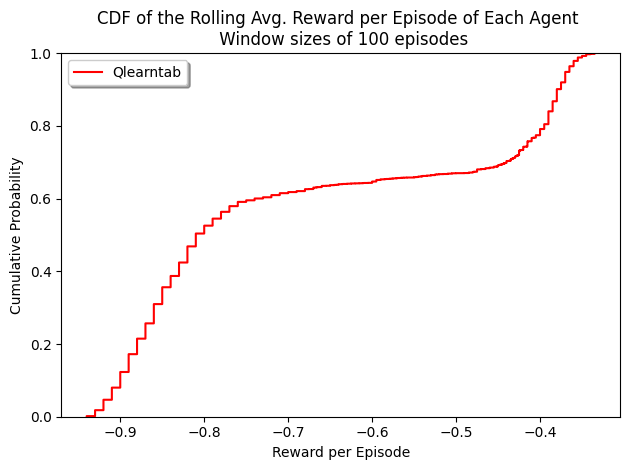 CDF of the Rolling Avg. Reward per Episode of Each Agent
Window sizes of 100 episodes
Qlearntab
Cumulative Probability
1.0
0.8
0.6
0.4
0.2
0.0
−0.9 −0.8 −0.7 −0.6 −0.5 −0.4
Reward per Episode